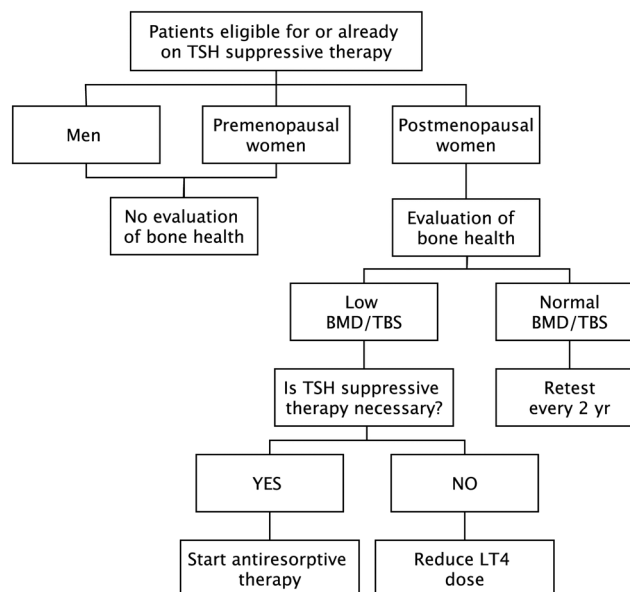 Patients eligible for or already
on TSH suppressive therapy
Men
Premenopausal
women
Postmenopausal
women
No evaluation
of bone health
Evaluation of
bone health
Low
BMD/TBS
Normal
BMD/TBS
Is TSH suppressive
therapy necessary?
Retest
every 2 yr
YES
NO
Start antiresorptive
therapy
Reduce LT4
dose